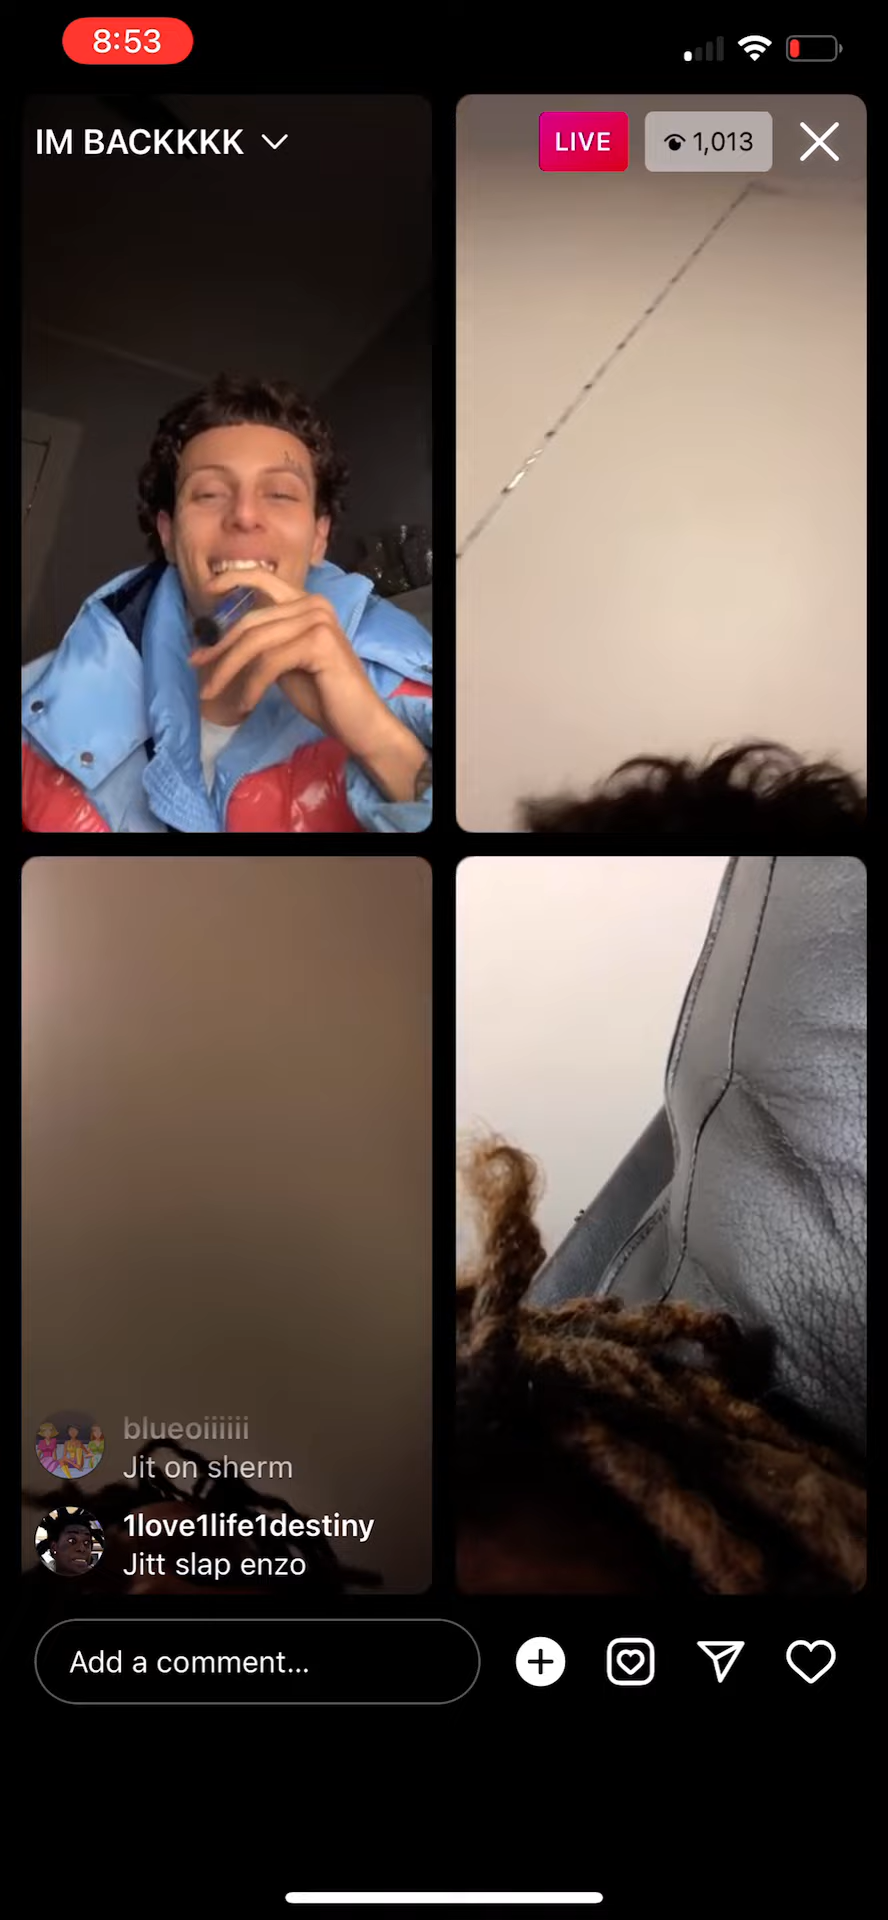 8:53
IM BACKKKK
LIVE
1,013
blueoiiiiii
Jit on sherm
1love1life1destiny
Jitt slap enzo
Add a comment...